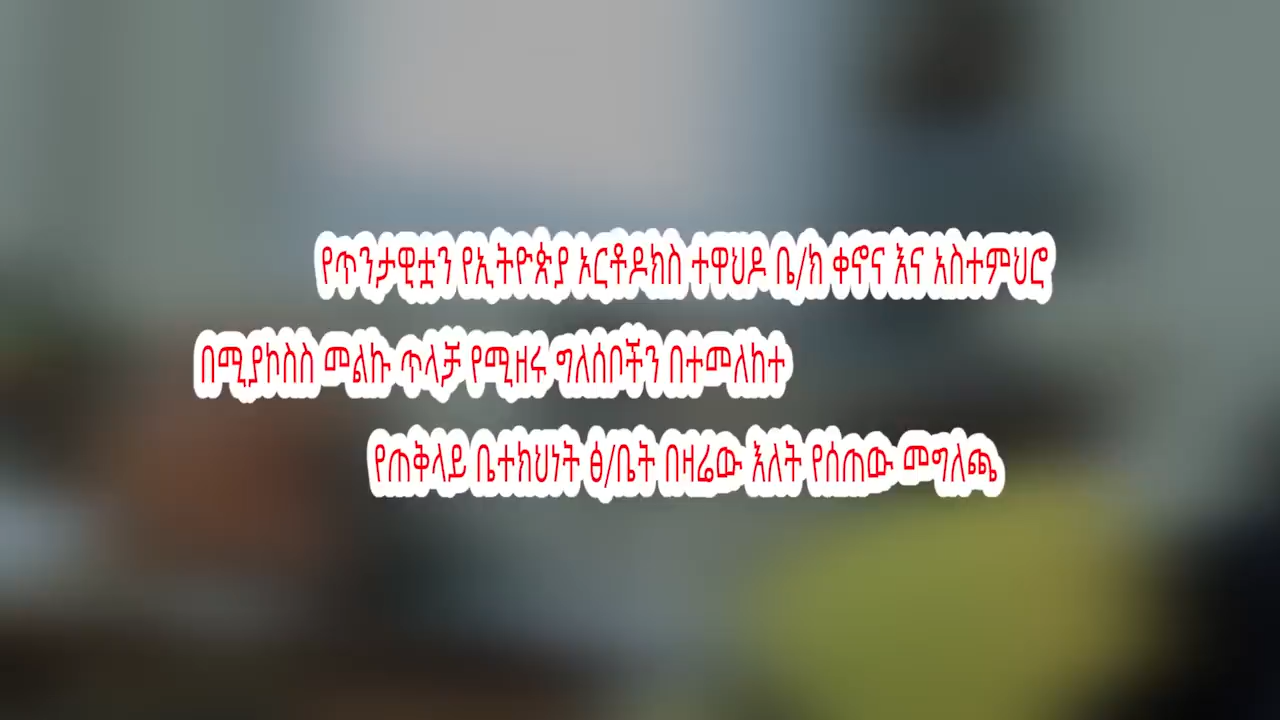 የጥንታዊቷን የኢትዮጵያ ኦርቶዶክስ ተዋህዶ ቤ/ክ ቀኖና እና አስተምህሮ
በሚያኮስስ መልኩ ጥላቻ የሚዘሩ ግለሰቦችን በተመለከተ
የጠቅላይ ቤተክህነት ፅ/ቤት በዛሬው እለት የሰጠው መግለጫ